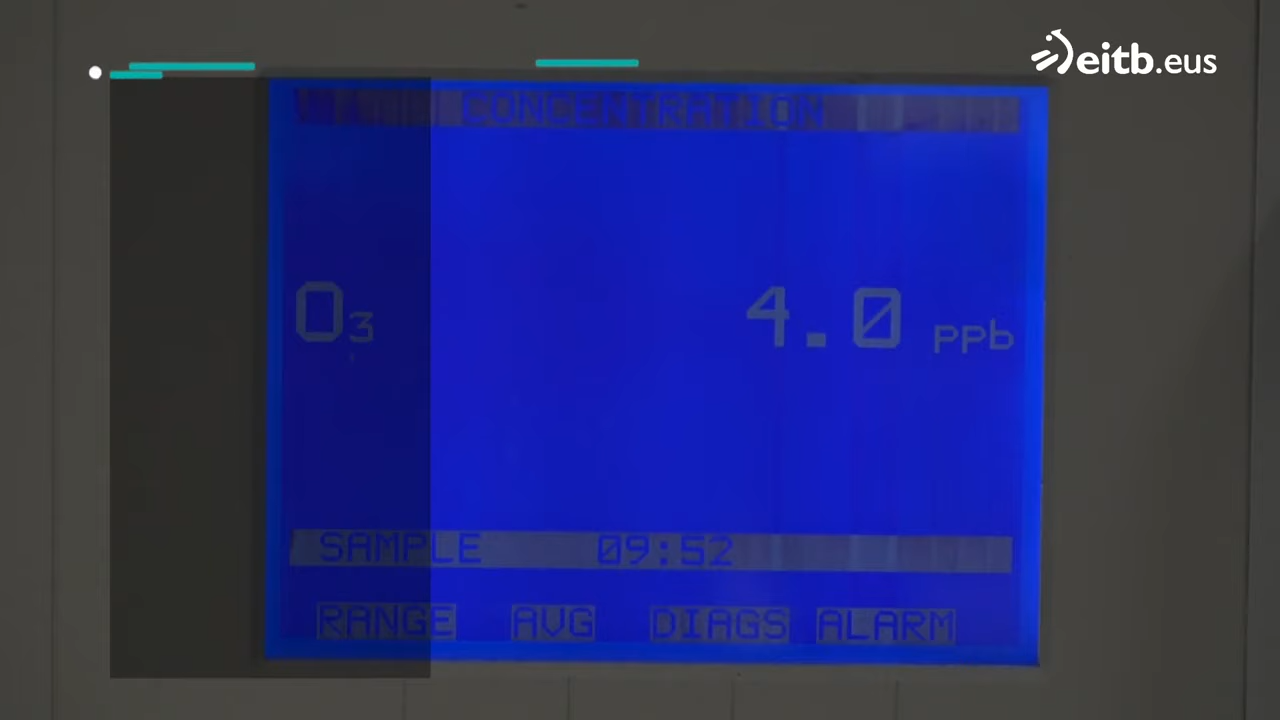 eitb.eus
CONCENTRATION
O3 4.0 ppb
SAMPLE 09:52
RANGE AVG DIAGS ALARM